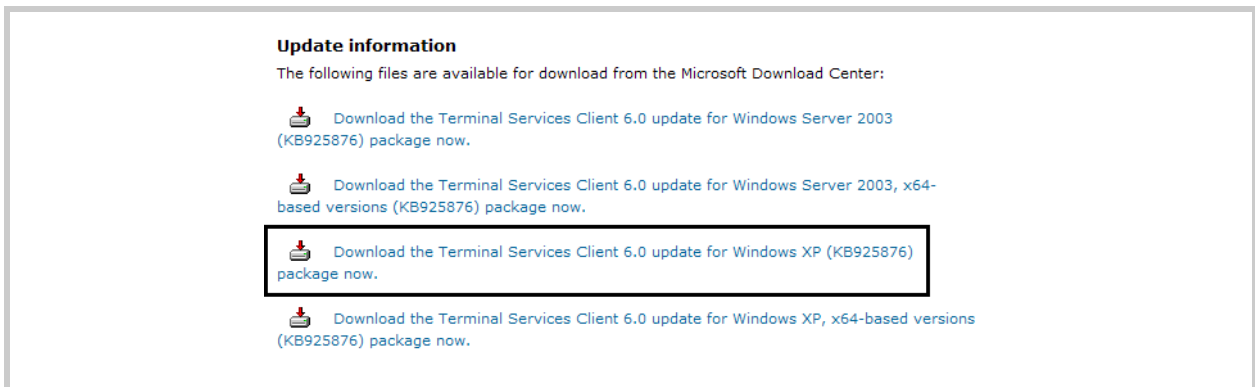 Update information
The following files are available for download from the Microsoft Download Center:
Download the Terminal Services Client 6.0 update for Windows Server 2003
(KB925876) package now.
Download the Terminal Services Client 6.0 update for Windows Server 2003, x64-
based versions (KB925876) package now.
Download the Terminal Services Client 6.0 update for Windows XP (KB925876)
package now.
Download the Terminal Services Client 6.0 update for Windows XP, x64-based versions
(KB925876) package now.